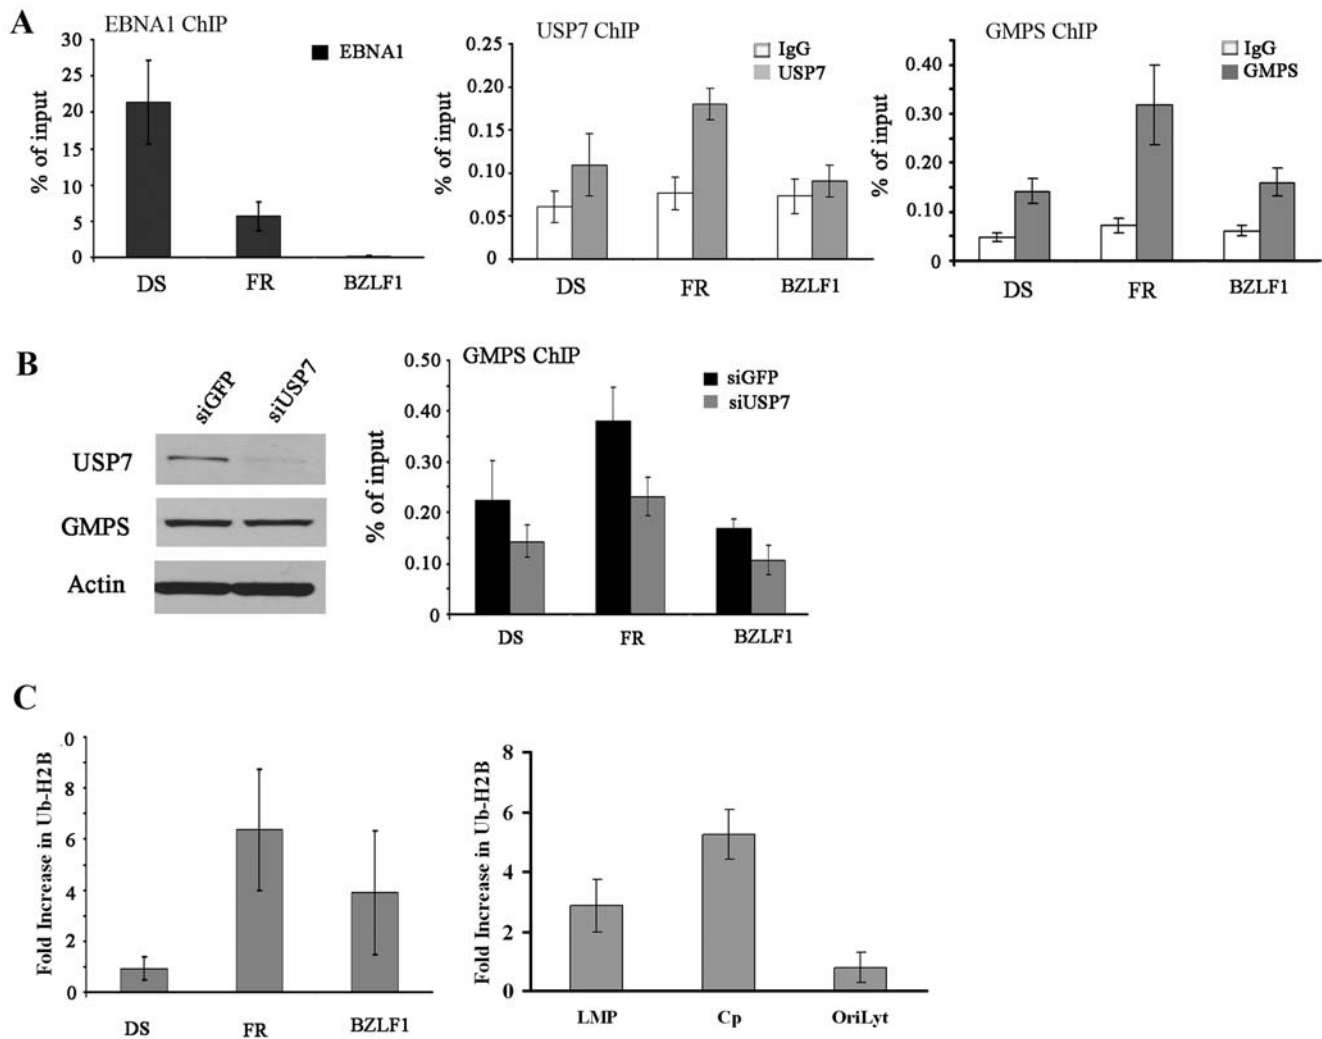 A
EBNA1 ChIP
EBNA1
% of input
30
25
20
15
10
5
0
DS FR BZLF1
USP7 ChIP
IgG
USP7
% of input
0.25
0.20
0.15
0.10
0.05
0
DS FR BZLF1
GMPS ChIP
IgG
GMPS
% of input
0.40
0.30
0.20
0.10
0
DS FR BZLF1
B
siGFP siUSP7
USP7
GMPS
Actin
GMPS ChIP
siGFP
siUSP7
% of input
0.50
0.40
0.30
0.20
0.10
0
DS FR BZLF1
C
Fold Increase in Ub-H2B
0
8
6
4
2
0
DS FR BZLF1
Fold Increase in Ub-H2B
8
6
4
2
0
LMP Cp OriLyt